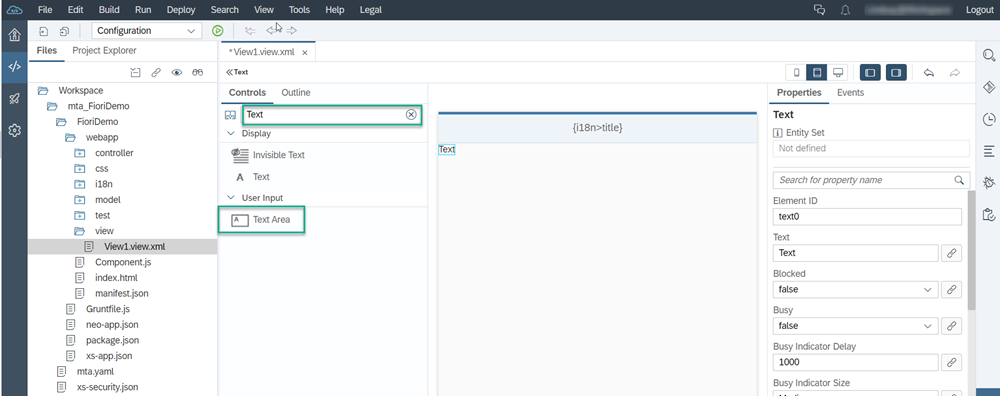 File Edit Build Run Deploy Search View Tools Help Legal Logout
Configuration
Files Project Explorer
*View1.view.xml ×
«Text
Workspace
mta_FioriDemo
FioriDemo
webapp
controller
css
i18n
model
test
view
View1.view.xml
Component.js
index.html
manifest.json
Gruntfile.js
neo-app.json
package.json
xs-app.json
mta.yaml
xs-security.json
Controls Outline
Text
Display
Invisible Text
A Text
User Input
A Text Area
{i18n>title}
Text
Properties Events
Text
Entity Set
Not defined
Search for property name
Element ID
text0
Text
Text
Blocked
false
Busy
false
Busy Indicator Delay
1000
Busy Indicator Size